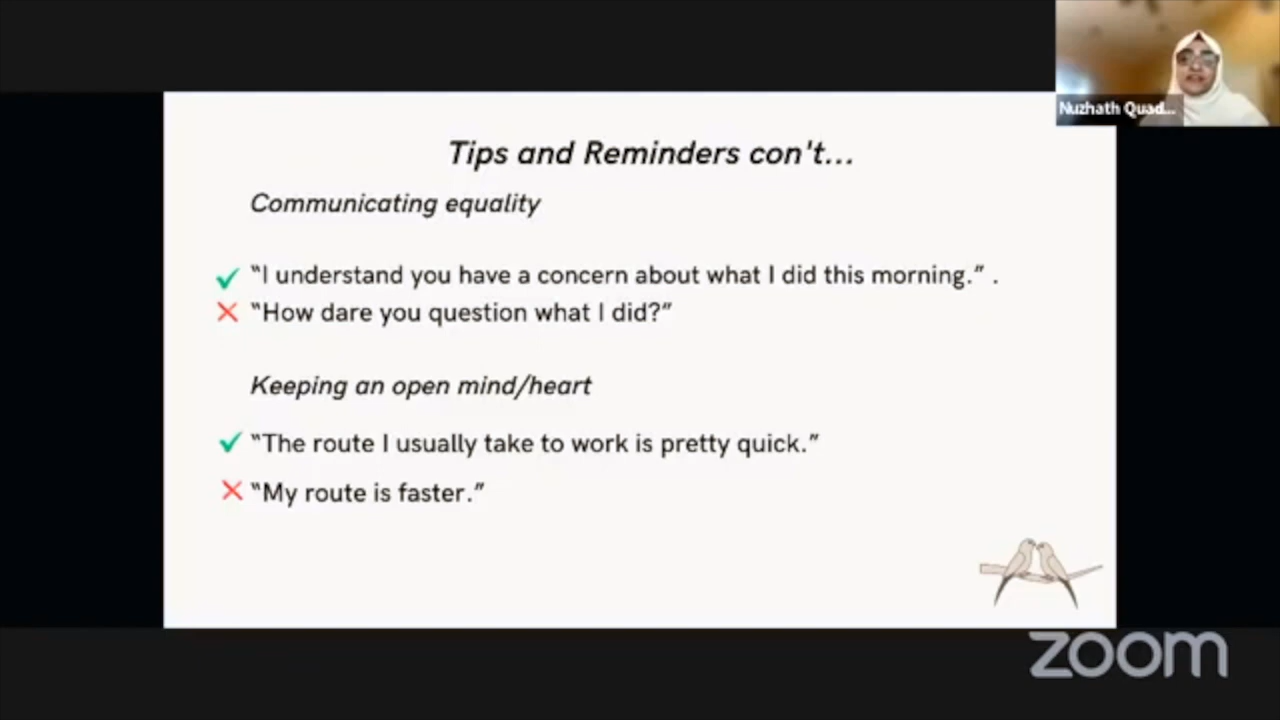 Nuzhath Quad...
Tips and Reminders con't...
Communicating equality
"I understand you have a concern about what I did this morning." .
"How dare you question what I did?"
Keeping an open mind/heart
"The route I usually take to work is pretty quick."
"My route is faster."
zoom